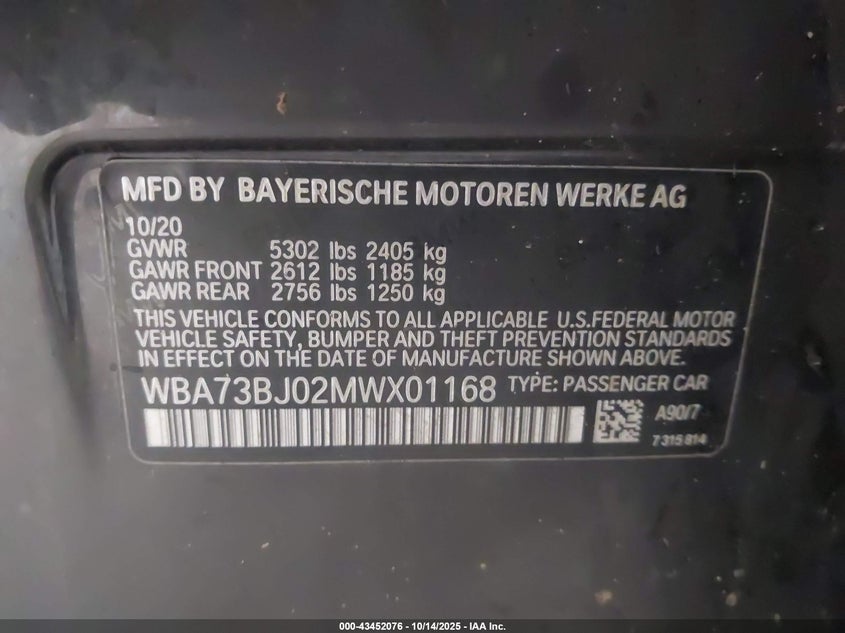 MFD BY BAYERISCHE MOTOREN WERKE AG
10/20
GVWR 5302 lbs 2405 kg
GAWR FRONT 2612 lbs 1185 kg
GAWR REAR 2756 lbs 1250 kg
THIS VEHICLE CONFORMS TO ALL APPLICABLE U.S.FEDERAL MOTOR
VEHICLE SAFETY, BUMPER AND THEFT PREVENTION STANDARDS
IN EFFECT ON THE DATE OF MANUFACTURE SHOWN ABOVE.
WBA73BJ02MWX01168 TYPE: PASSENGER CAR
A90/7
7315814
000-43452076 - 10/14/2025 - IAA Inc.